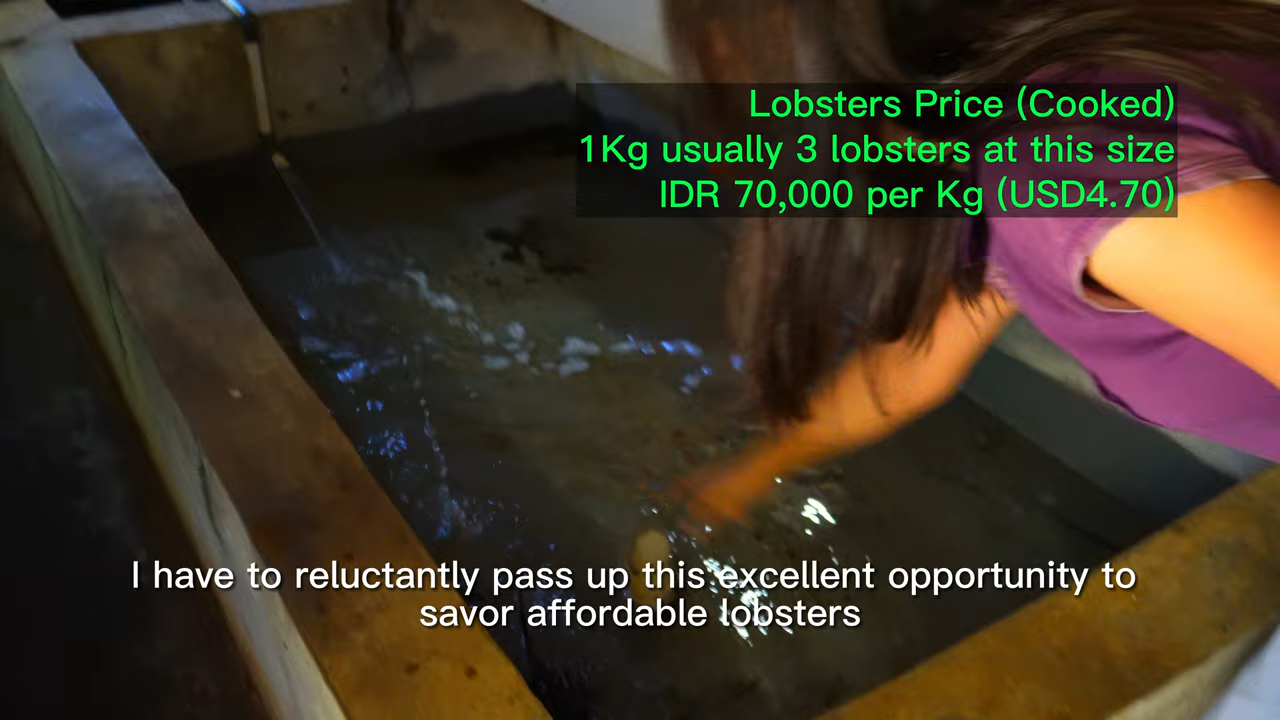 Lobsters Price (Cooked)
1Kg usually 3 lobsters at this size
IDR 70,000 per Kg (USD4.70)
I have to reluctantly pass up this excellent opportunity to
savor affordable lobsters